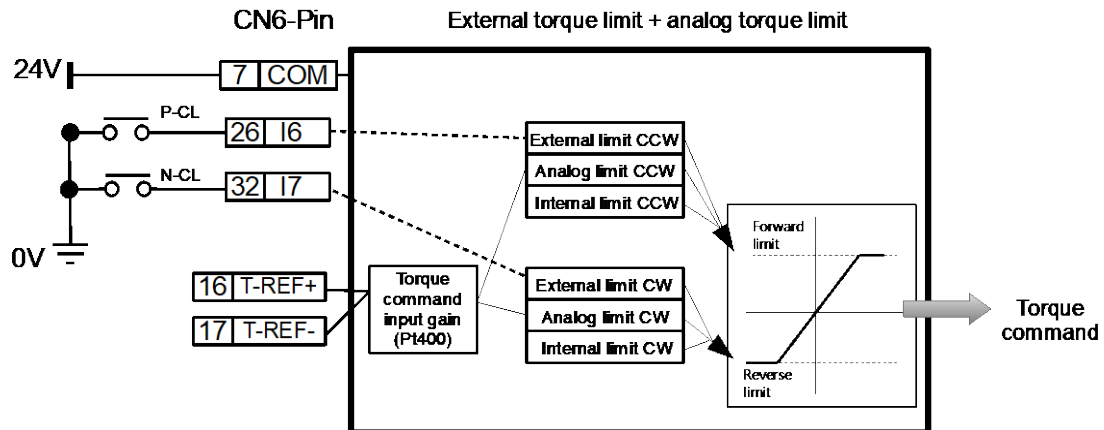 CN6-Pin
External torque limit + analog torque limit
24V
7 COM
P-CL
26 I6
N-CL
32 I7
0V
16 T-REF+
17 T-REF-
Torque
command
input gain
(Pt400)
External limit CCW
Analog limit CCW
Internal limit CCW
External limit CW
Analog limit CW
Internal limit CW
Forward
limit
Reverse
limit
Torque
command